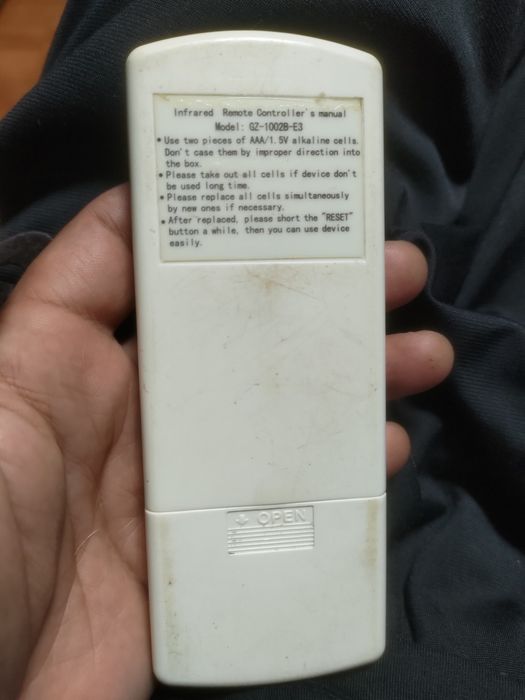 Infrared Remote Controller's manual
Model: GZ-1002B-E3
• Use two pieces of AAA/1.5V alkaline cells.
Don't case them by improper direction into
the box.
• Please take out all cells if device don't
be used long time.
• Please replace all cells simultaneously
by new ones if necessary.
• After replaced, please short the "RESET"
button a while, then you can use device
easily.
OPEN